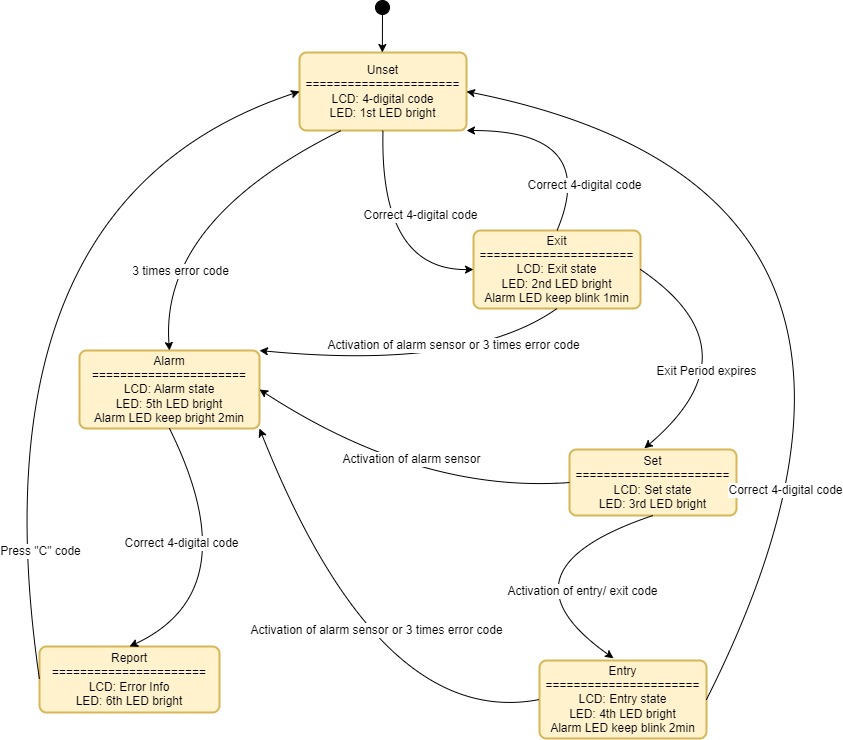 Unset
======================
LCD: 4-digital code
LED: 1st LED bright
Correct 4-digital code
Correct 4-digital code
Exit
======================
LCD: Exit state
LED: 2nd LED bright
Alarm LED keep blink 1min
3 times error code
Activation of alarm sensor or 3 times error code
Alarm
======================
LCD: Alarm state
LED: 5th LED bright
Alarm LED keep bright 2min
Exit Period expires
Activation of alarm sensor
Set
======================
LCD: Set state
LED: 3rd LED bright
Correct 4-digital code
Press "C" code
Correct 4-digital code
Activation of entry/ exit code
Activation of alarm sensor or 3 times error code
Report
======================
LCD: Error Info
LED: 6th LED bright
Entry
======================
LCD: Entry state
LED: 4th LED bright
Alarm LED keep blink 2min